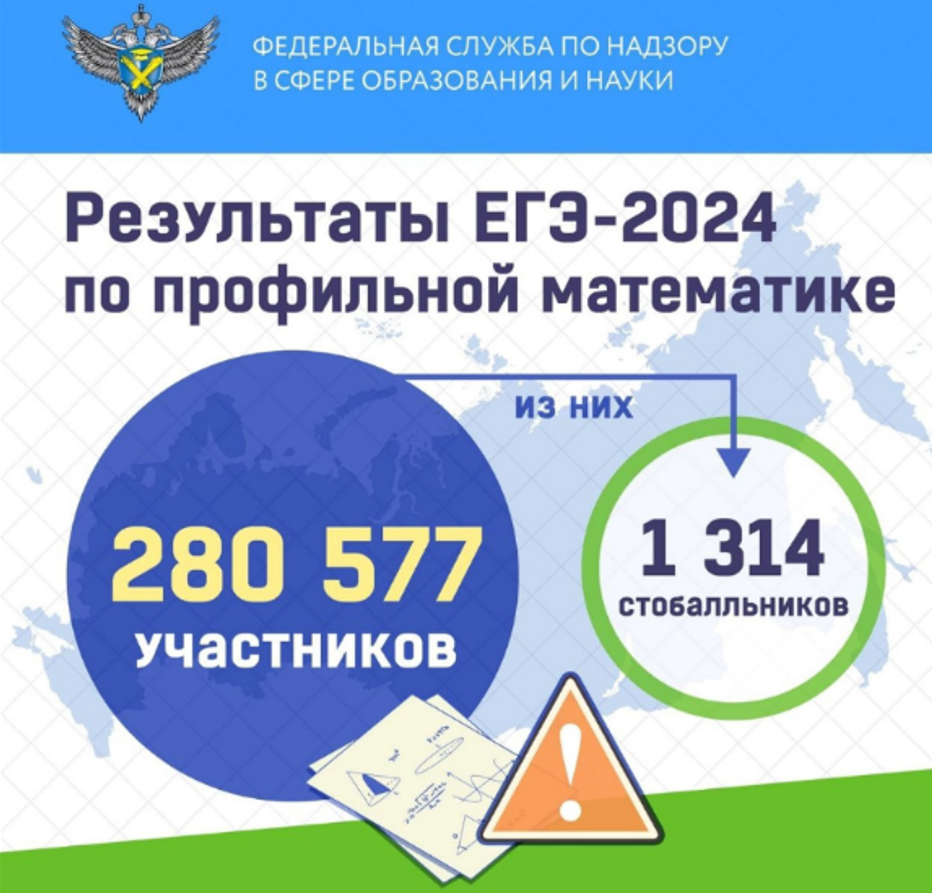 ФЕДЕРАЛЬНАЯ СЛУЖБА ПО НАДЗОРУ
В СФЕРЕ ОБРАЗОВАНИЯ И НАУКИ
Результаты ЕГЭ-2024
по профильной математике
из них
280 577
участников
1 314
стобалльников
!